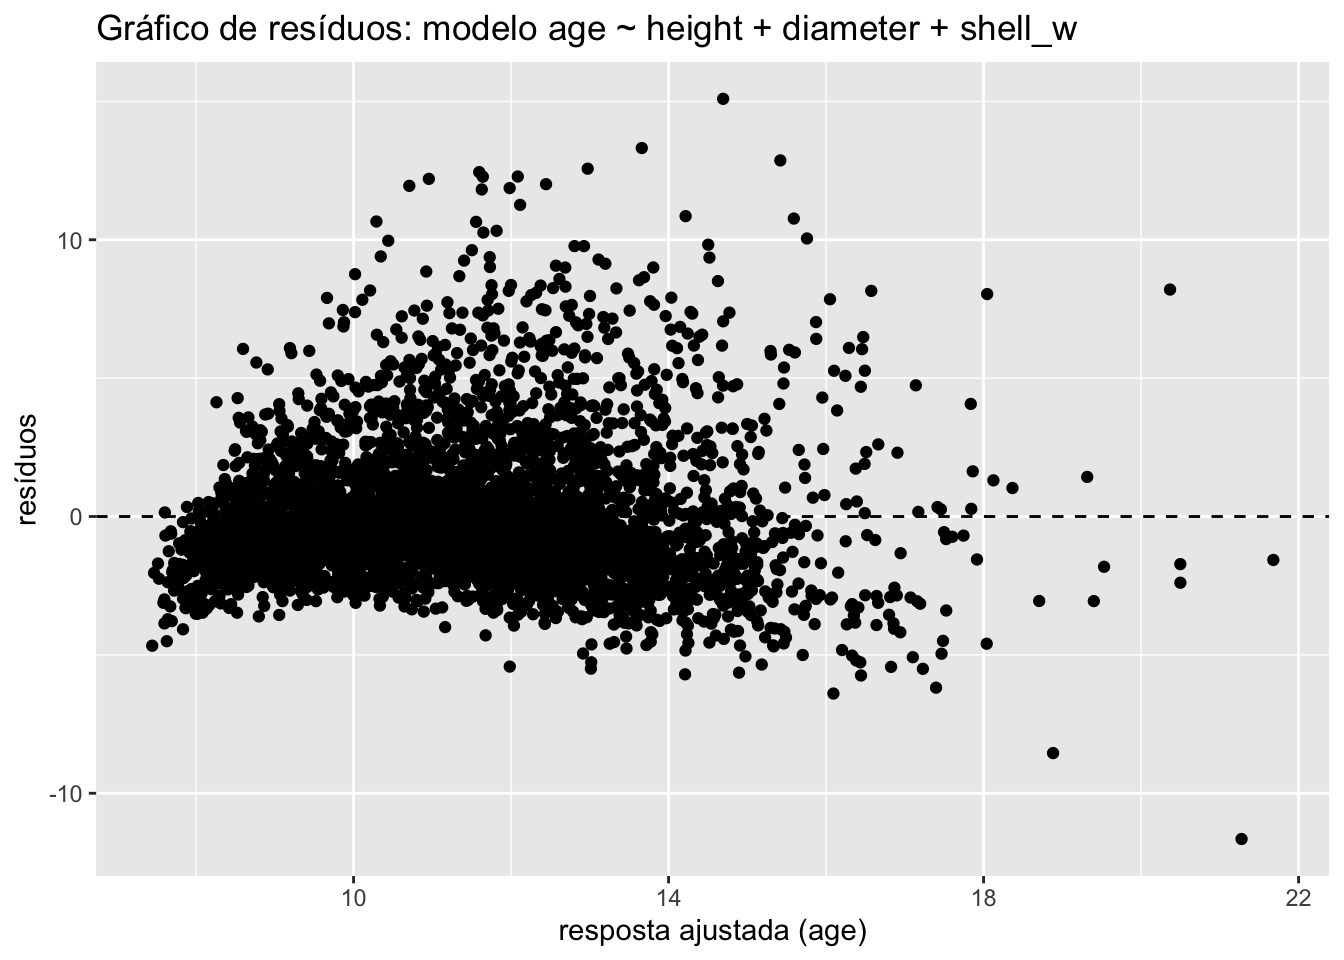 Gráfico de resíduos: modelo age ~ height + diameter + shell_w
resíduos
10
0
-10
10
14
18
22
resposta ajustada (age)